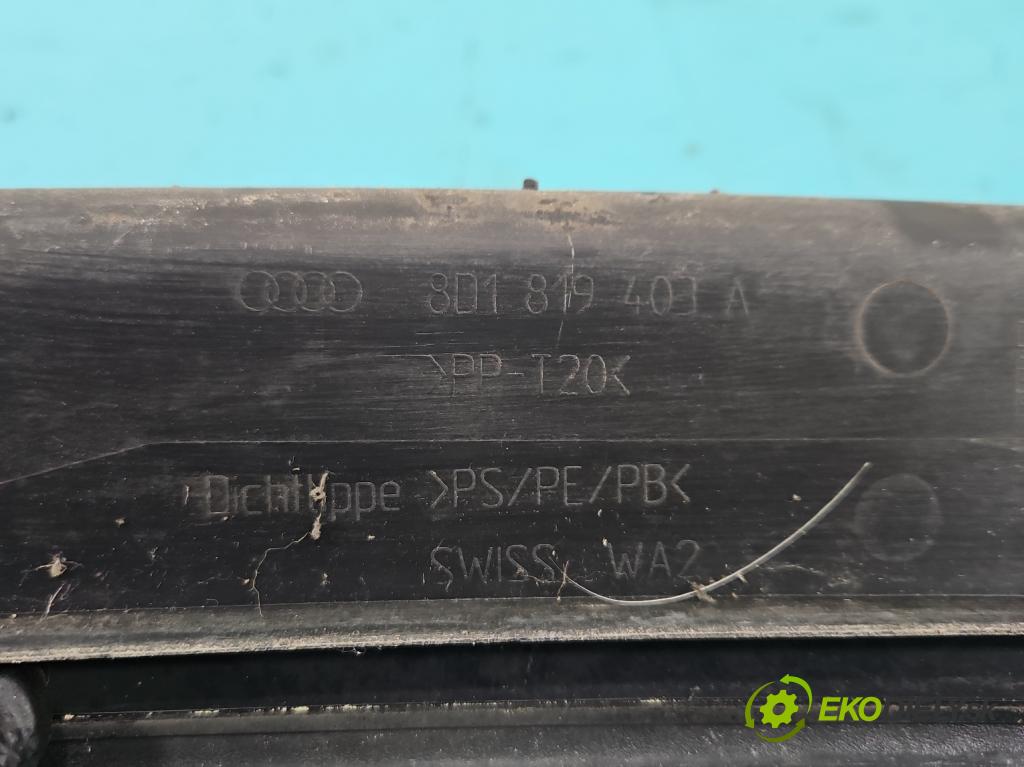 8D1 819 403 A
>PP-T20<
Dichtlippe >PS/PE/PB<
SWISS WA2
EKO